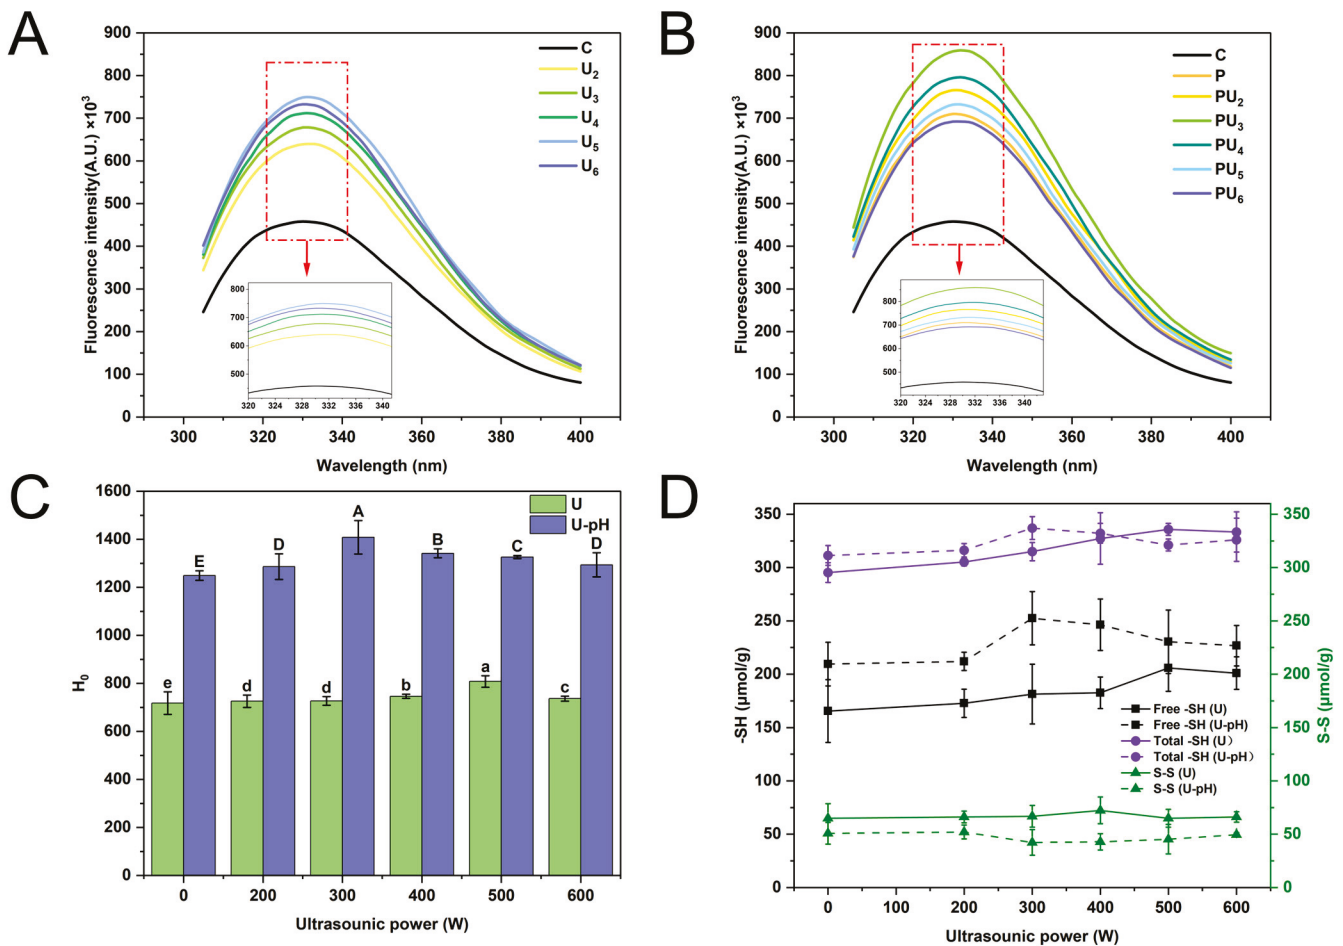 A
900
800
700
600
500
400
300
200
100
0
Fluorescence intensity(A.U.) ×10³
C
U₂
U₃
U₄
U₅
U₆
800
700
600
500
320 324 328 332 336 340
300 320 340 360 380 400
Wavelength (nm)
B
900
800
700
600
500
400
300
200
100
0
Fluorescence intensity(A.U.) ×10³
C
P
PU₂
PU₃
PU₄
PU₅
PU₆
800
700
600
500
320 324 328 332 336 340
300 320 340 360 380 400
Wavelength (nm)
C
1600
1400
1200
1000
800
600
400
200
0
H₀
U
U-pH
E D A B C D
e d d b a c
0 200 300 400 500 600
Ultrasounic power (W)
D
350
300
250
200
150
100
50
0
-SH (μmol/g)
Free -SH (U)
Free -SH (U-pH)
Total -SH (U）
Total -SH (U-pH）
S-S (U)
S-S (U-pH)
350
300
250
200
150
100
50
0
S-S (μmol/g)
0 100 200 300 400 500 600
Ultrasounic power (W)